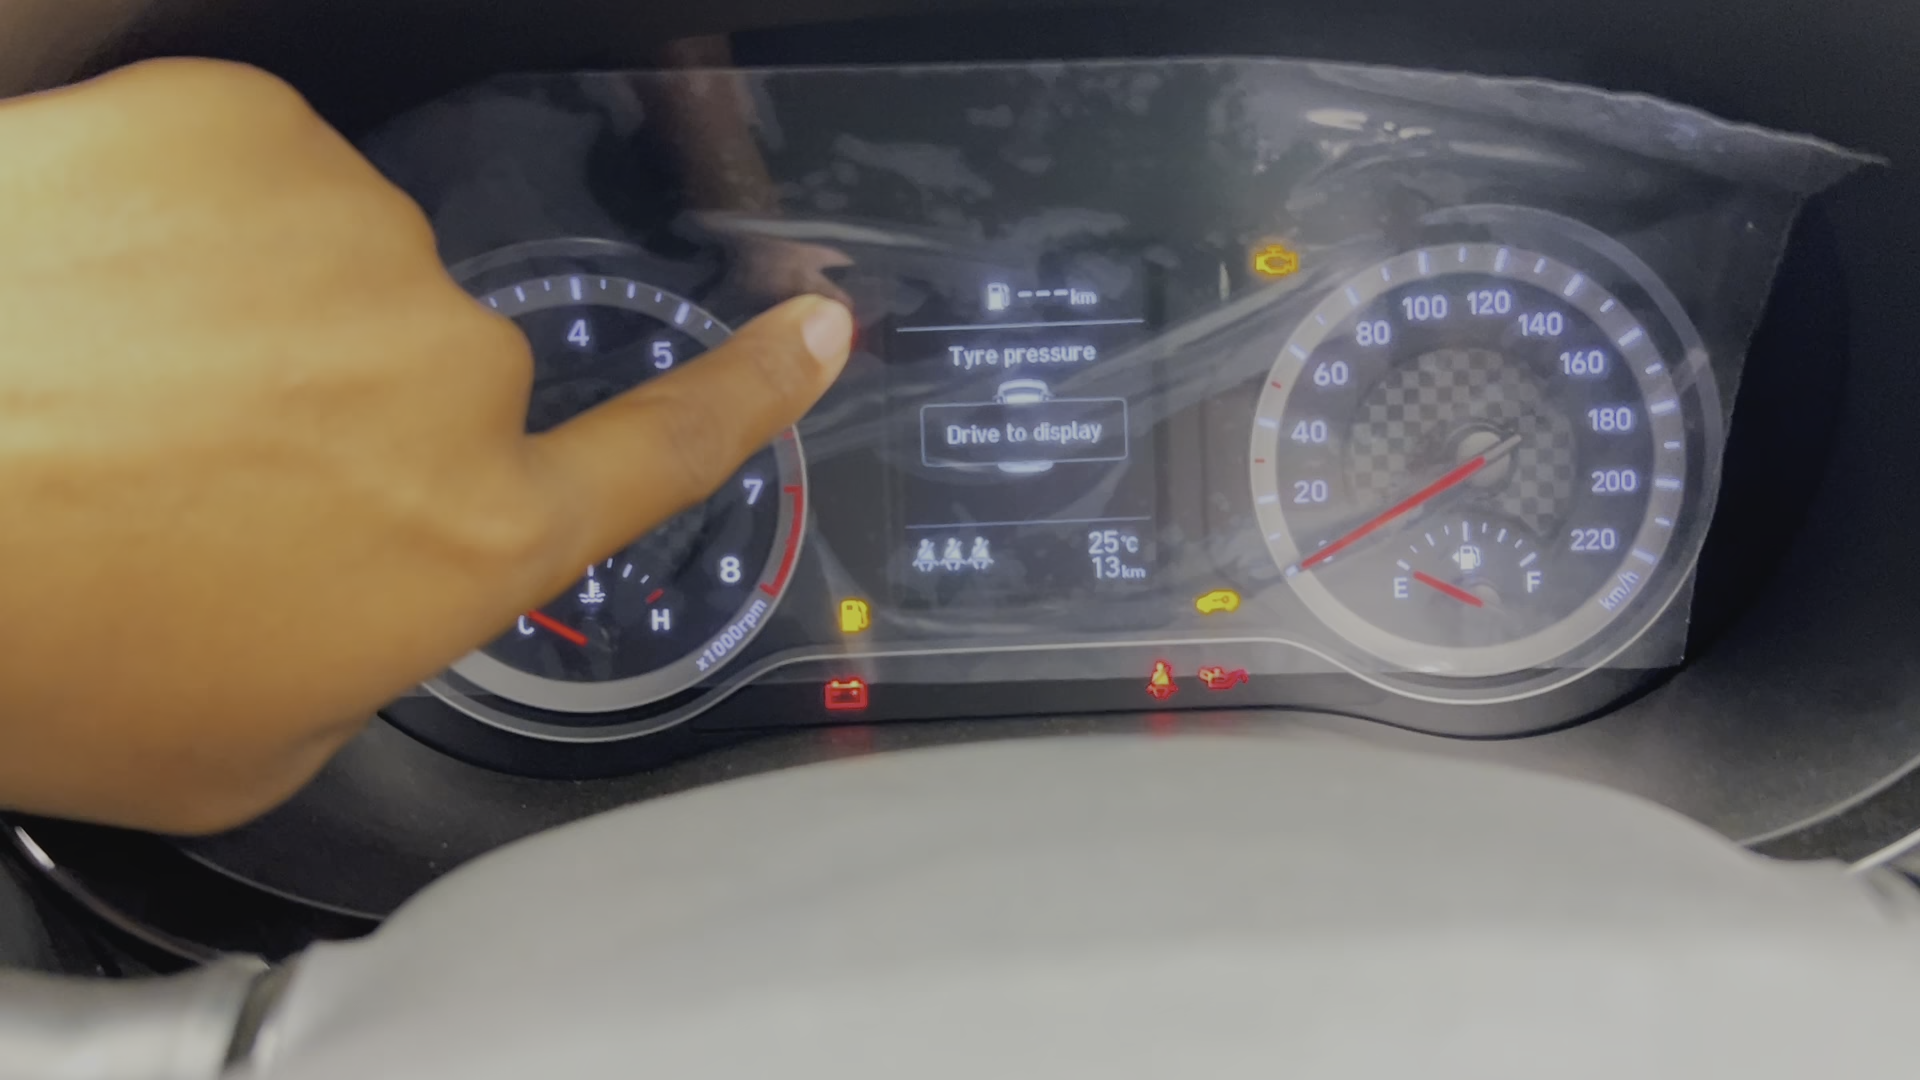 4
5
7
8
C
H
x1000rpm
---km
Tyre pressure
Drive to display
25°C
13km
20
40
60
80
100
120
140
160
180
200
220
km/h
E
F